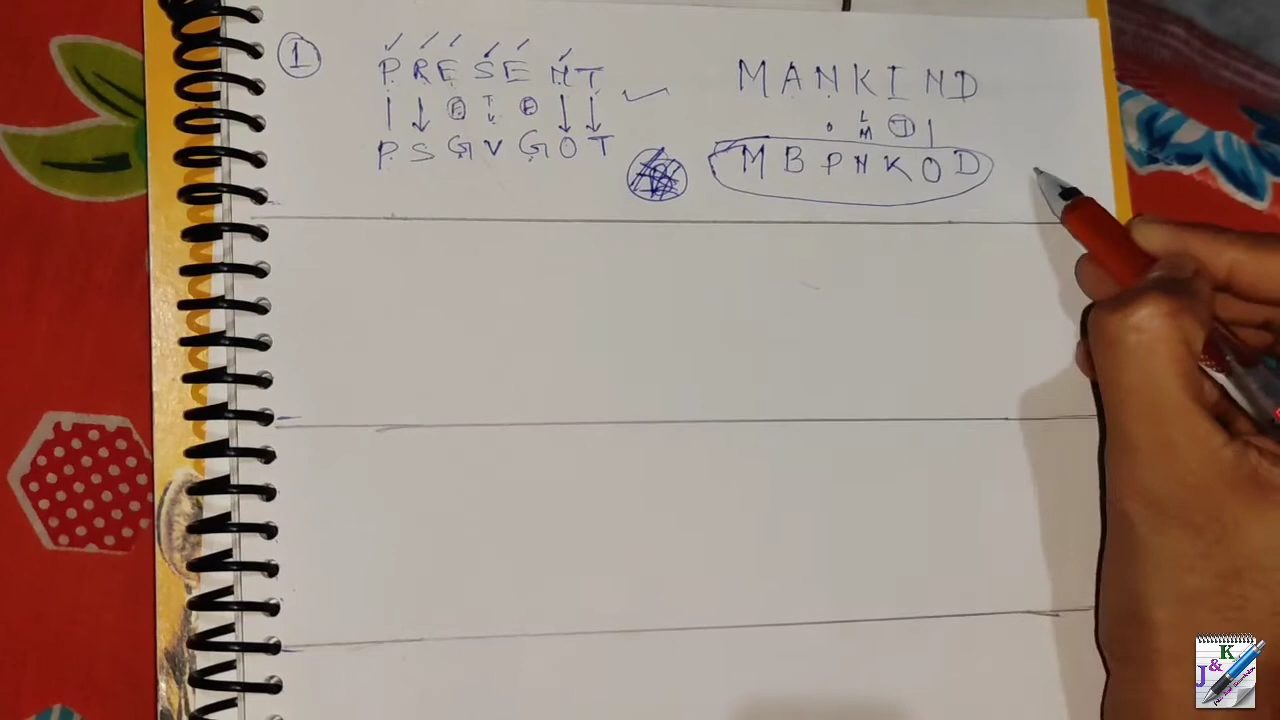 1 PRESENT MANKIND
E T E O L J
V M
PSGVGOT MBPNKOD
J&K